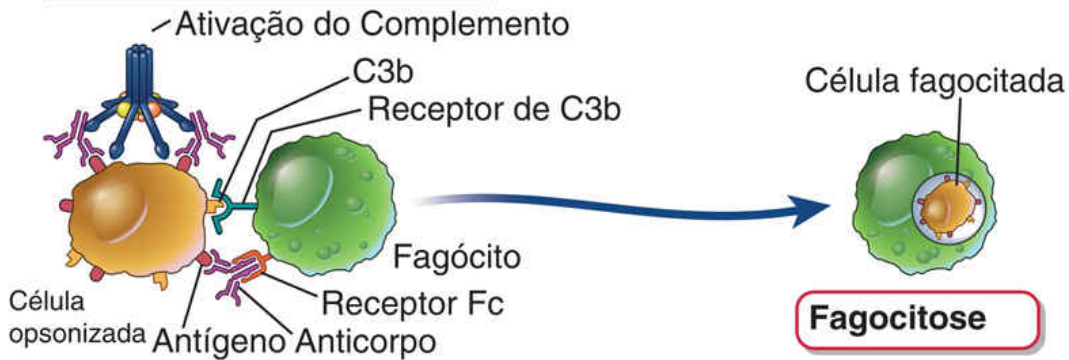 Ativação do Complemento
C3b
Receptor de C3b
Célula fagocitada
Fagócito
Receptor Fc
Célula
opsonizada
Antígeno
Anticorpo
Fagocitose